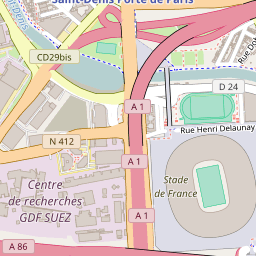 Saint-Denis Porte de Paris
CD29bis
A 1
D 24
Rue Henri Delaunay
N 412
A 1
Centre
de recherches
GDF SUEZ
Stade
de France
A 1
A 86